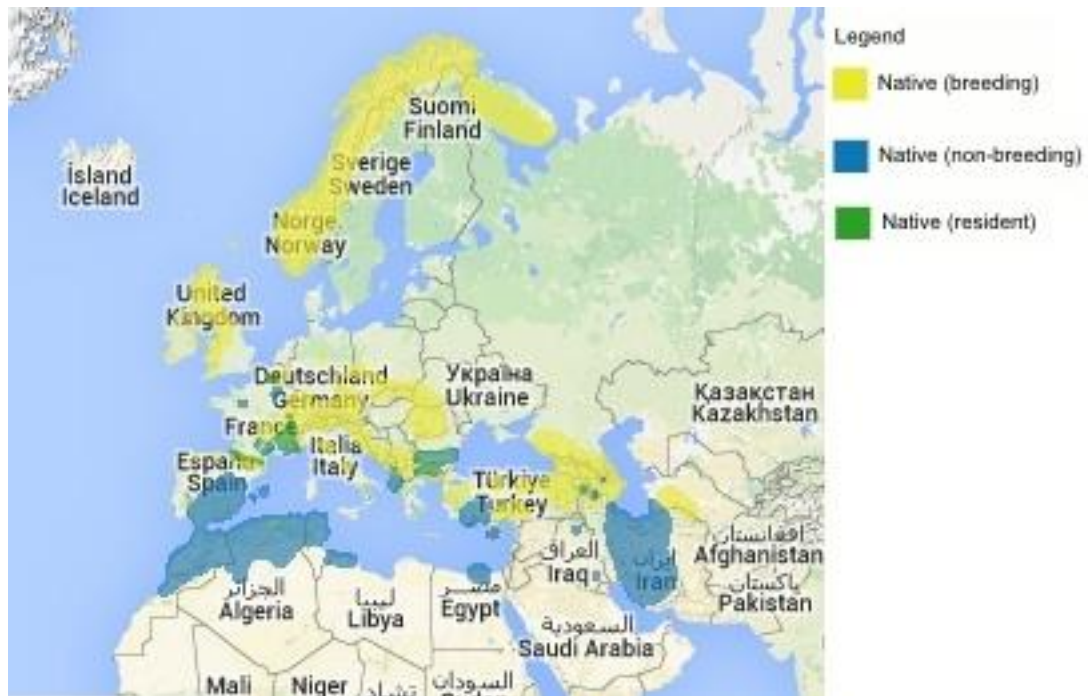 Legend
Native (breeding)
Native (non-breeding)
Native (resident)
Suomi
Finland
Ísland
Iceland
Sverige
Sweden
Norge
Norway
United
Kingdom
Deutschland
Germany
Україна
Ukraine
Қазақстан
Kazakhstan
France
Italia
Italy
España
Spain
Türkiye
Turkey
افغانستان
Afghanistan
العراق
Iraq
ایران
Iran
پاکستان
Pakistan
الجزائر
Algeria
ليبيا
Libya
مصر
Egypt
السعودية
Saudi Arabia
Mali
Niger
تشاد
السودان